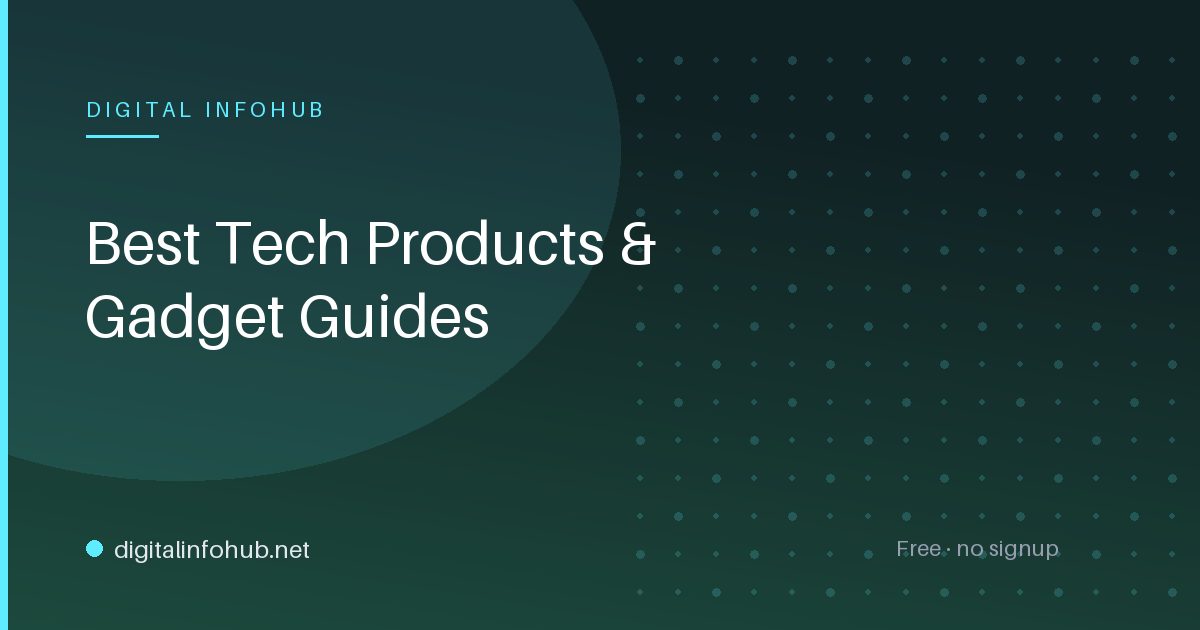 DIGITAL INFOHUB
Best Tech Products &
Gadget Guides
digitalinfohub.net
Free · no signup